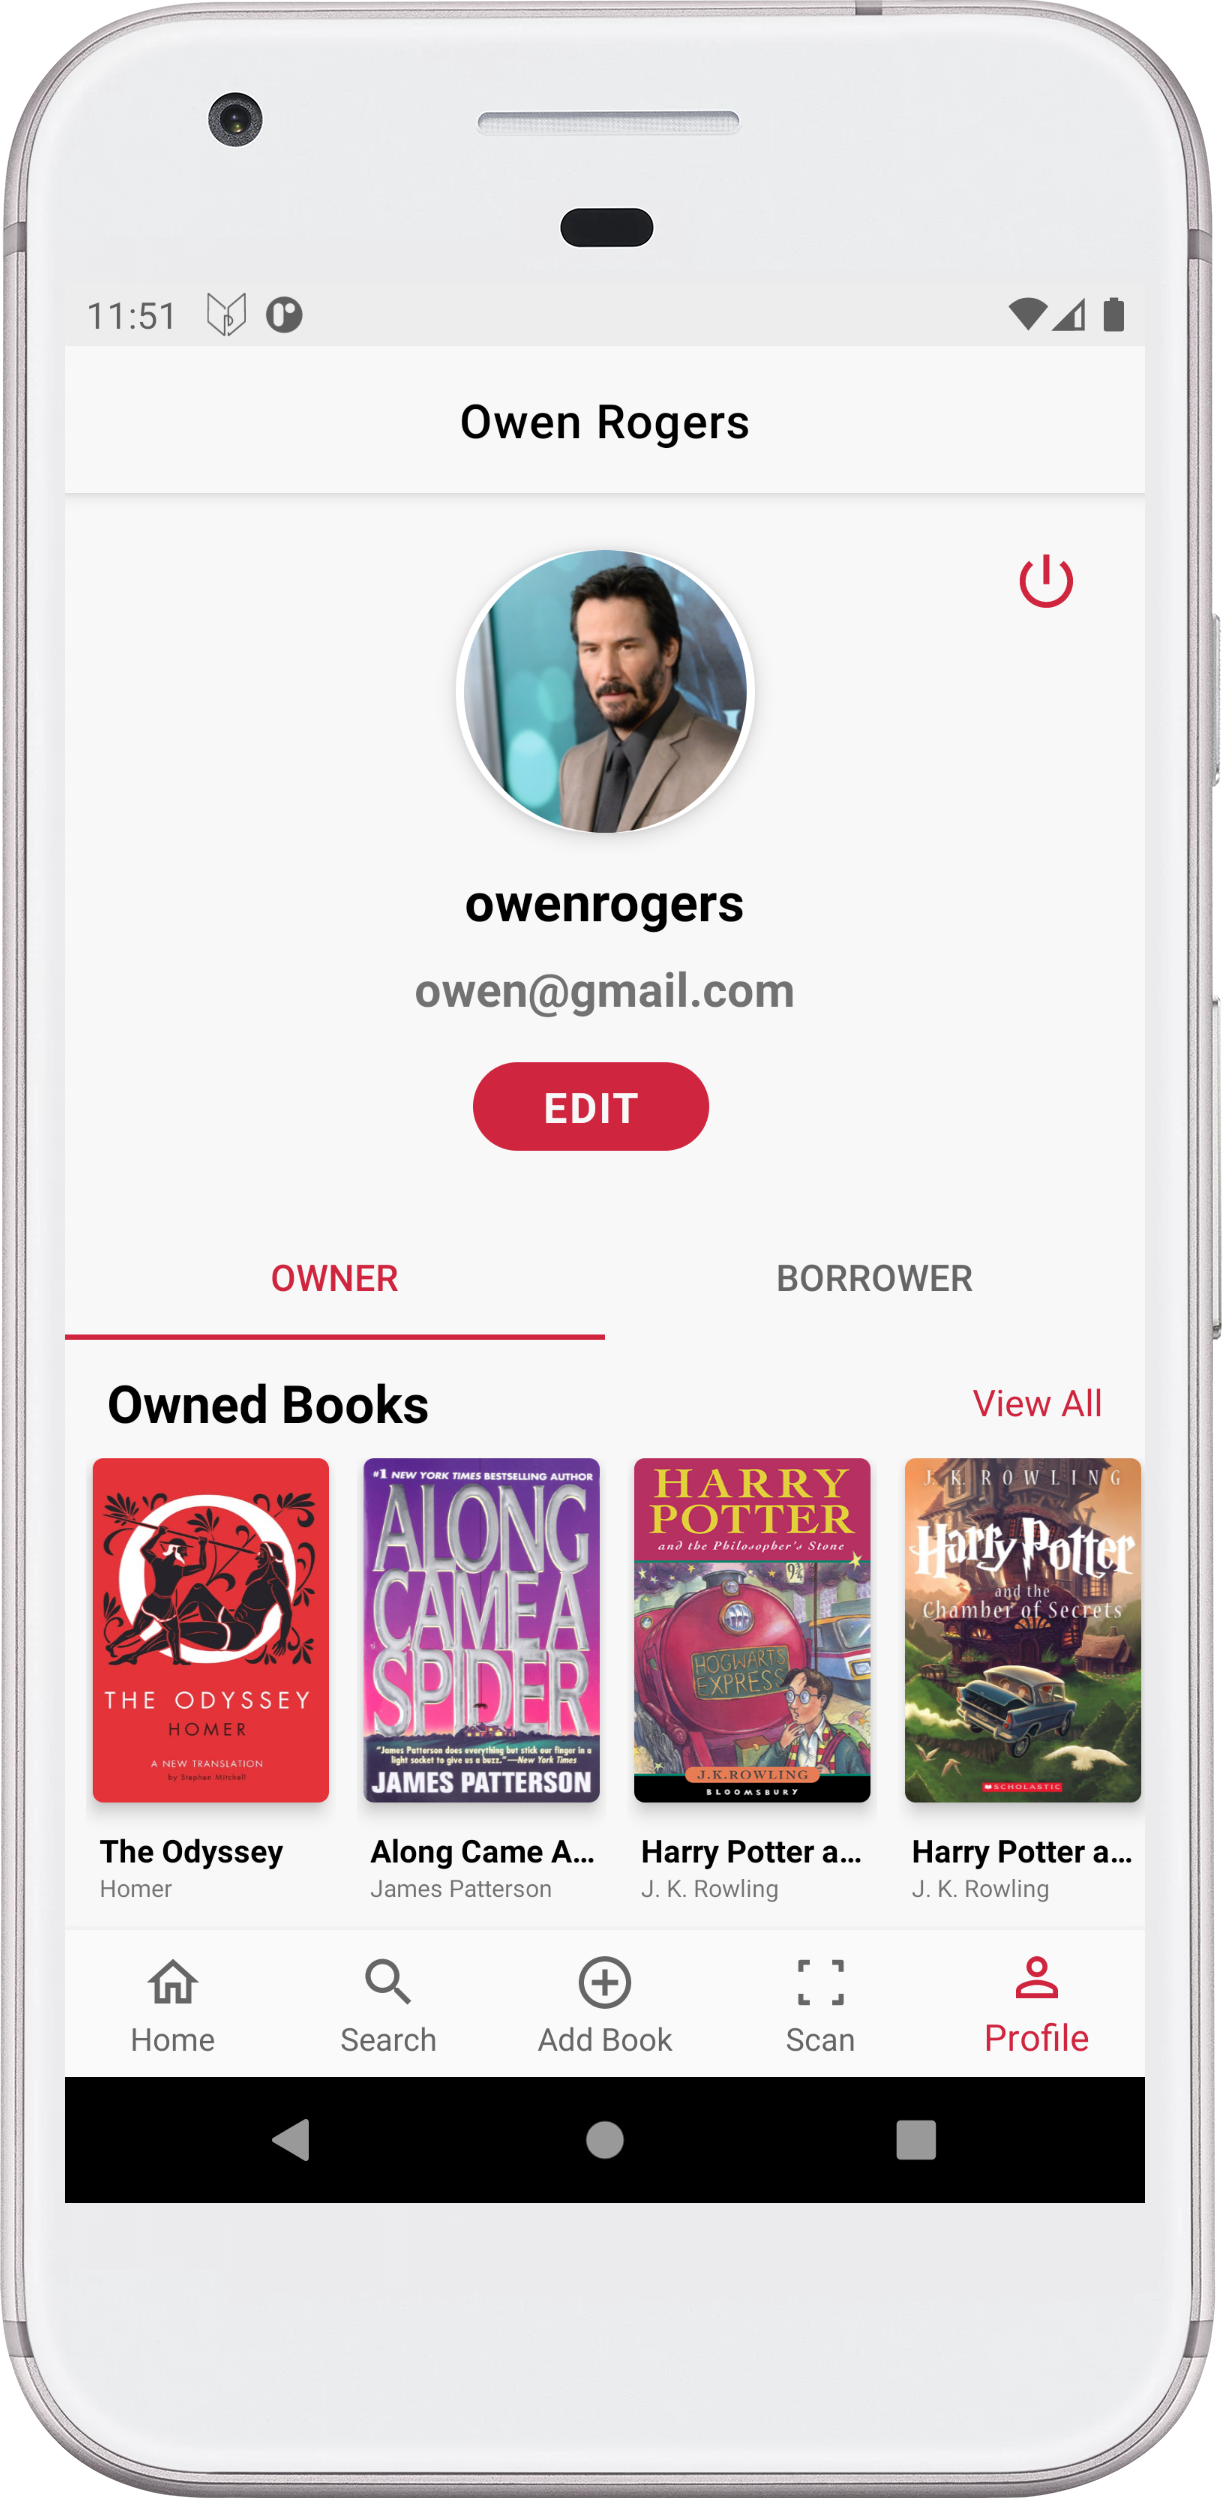 11:51
Owen Rogers
owenrogers
owen@gmail.com
EDIT
OWNER
BORROWER
Owned Books
View All
THE ODYSSEY
HOMER
A NEW TRANSLATION
by Stephen Mitchell
#1 NEW YORK TIMES BESTSELLING AUTHOR
ALONG
CAME A
SPIDER
"James Patterson does everything but stick our finger in a
light socket to give us a buzz."—New York Times
JAMES PATTERSON
HARRY
POTTER
and the Philosopher's Stone
9¾
HOGWARTS
EXPRESS
J.K.ROWLING
BLOOMSBURY
J. K. ROWLING
Harry Potter
and the
Chamber of Secrets
SCHOLASTIC
The Odyssey
Homer
Along Came A...
James Patterson
Harry Potter a...
J. K. Rowling
Harry Potter a...
J. K. Rowling
Home
Search
Add Book
Scan
Profile